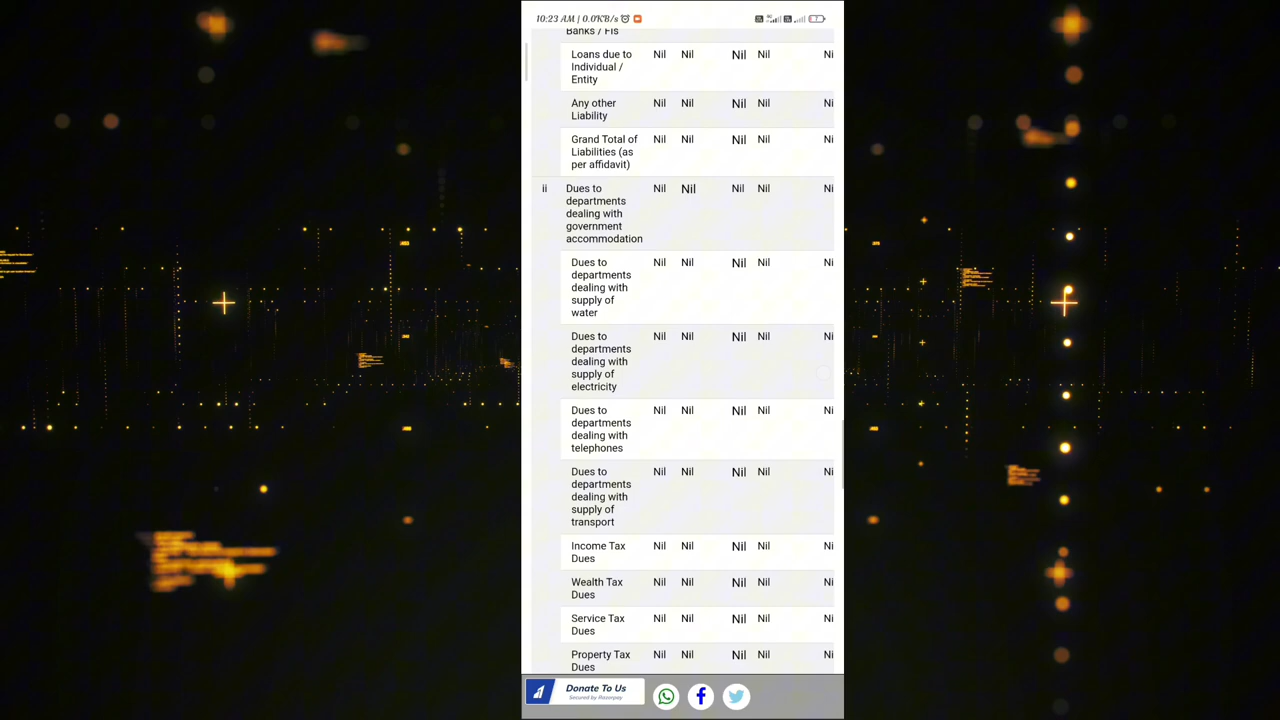 10:23 AM | 0.0KB/s
Banks / FIs
Loans due to Nil Nil Nil Nil Ni
Individual /
Entity
Any other Nil Nil Nil Nil Ni
Liability
Grand Total of Nil Nil Nil Nil Ni
Liabilities (as
per affidavit)
ii Dues to Nil Nil Nil Nil Ni
departments
dealing with
government
accommodation
Dues to Nil Nil Nil Nil Ni
departments
dealing with
supply of
water
Dues to Nil Nil Nil Nil Ni
departments
dealing with
supply of
electricity
Dues to Nil Nil Nil Nil Ni
departments
dealing with
telephones
Dues to Nil Nil Nil Nil Ni
departments
dealing with
supply of
transport
Income Tax Nil Nil Nil Nil Ni
Dues
Wealth Tax Nil Nil Nil Nil Ni
Dues
Service Tax Nil Nil Nil Nil Ni
Dues
Property Tax Nil Nil Nil Nil Ni
Dues
Donate To Us
Secured by Razorpay